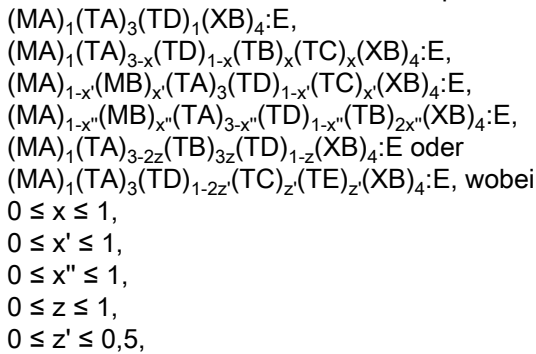 (MA)₁(TA)₃(TD)₁(XB)₄:E,
(MA)₁(TA)₃₋ₓ(TD)₁₋ₓ(TB)ₓ(TC)ₓ(XB)₄:E,
(MA)₁₋ₓ'(MB)ₓ'(TA)₃(TD)₁₋ₓ'(TC)ₓ'(XB)₄:E,
(MA)₁₋ₓ"(MB)ₓ"(TA)₃₋ₓ"(TD)₁₋ₓ"(TB)₂ₓ"(XB)₄:E,
(MA)₁(TA)₃₋₂z(TB)₃z(TD)₁₋z(XB)₄:E oder
(MA)₁(TA)₃(TD)₁₋₂z'(TC)z'(TE)z'(XB)₄:E, wobei
0 ≤ x ≤ 1,
0 ≤ x' ≤ 1,
0 ≤ x" ≤ 1,
0 ≤ z ≤ 1,
0 ≤ z' ≤ 0,5,